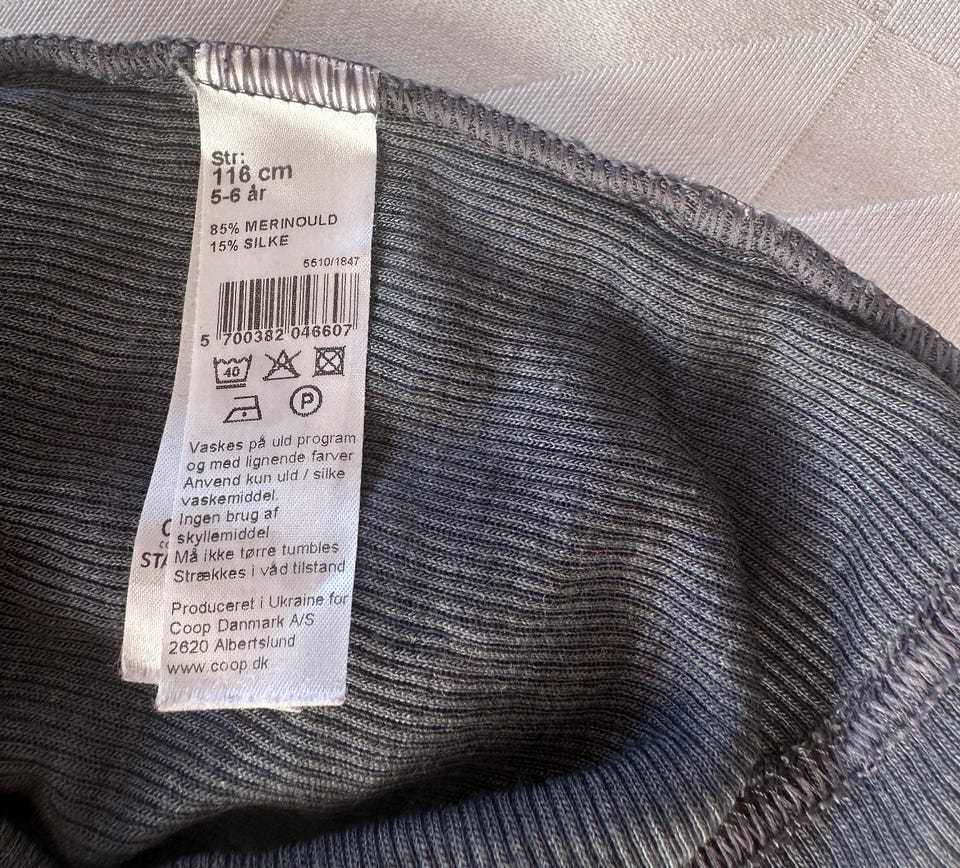 Str:
116 cm
5-6 år
85% MERINOULD
15% SILKE
5510/1847
5 700382 046607
40
P
Vaskes på uld program
og med lignende farver
Anvend kun uld / silke
vaskemiddel.
Ingen brug af
skyllemiddel
Må ikke tørre tumbles
Strækkes i våd tilstand
Produceret i Ukraine for
Coop Danmark A/S
2620 Albertslund
www.coop.dk